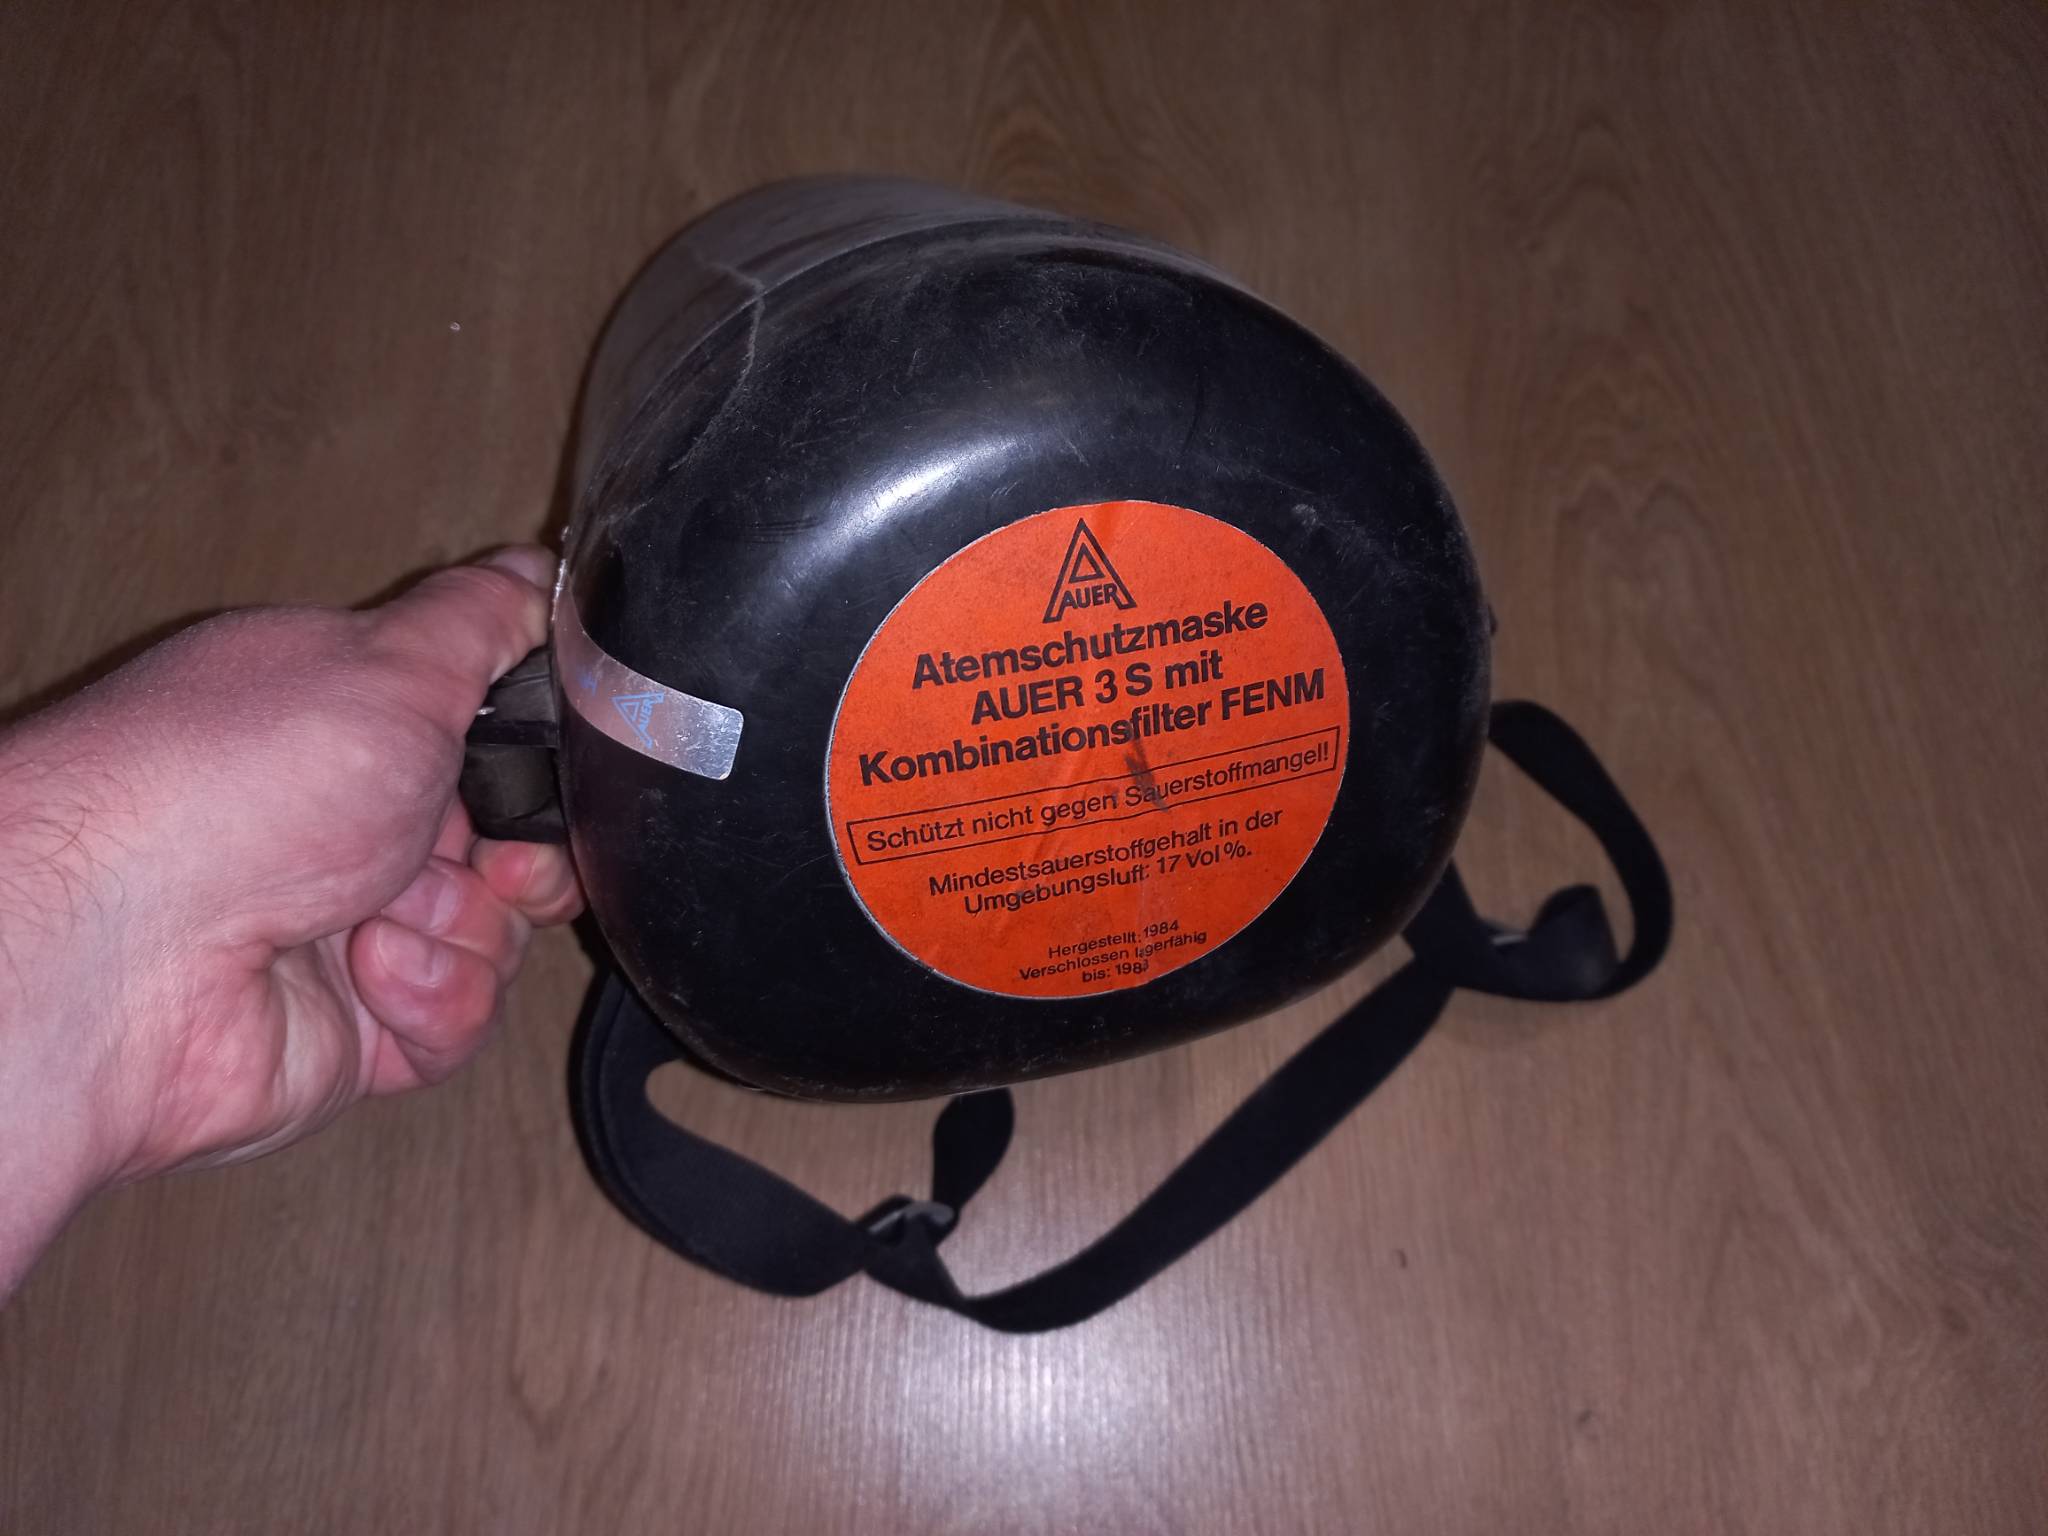 AUER
Atemschutzmaske
AUER 3 S mit
Kombinationsfilter FENM
Schützt nicht gegen Sauerstoffmangel!
Mindestsauerstoffgehalt in der
Umgebungsluft: 17 Vol%.
Hergestellt: 1984
Verschlossen lagerfähig
bis:
AUER